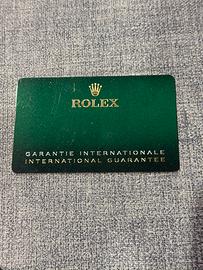 ROLEX
GARANTIE INTERNATIONALE
INTERNATIONAL GUARANTEE